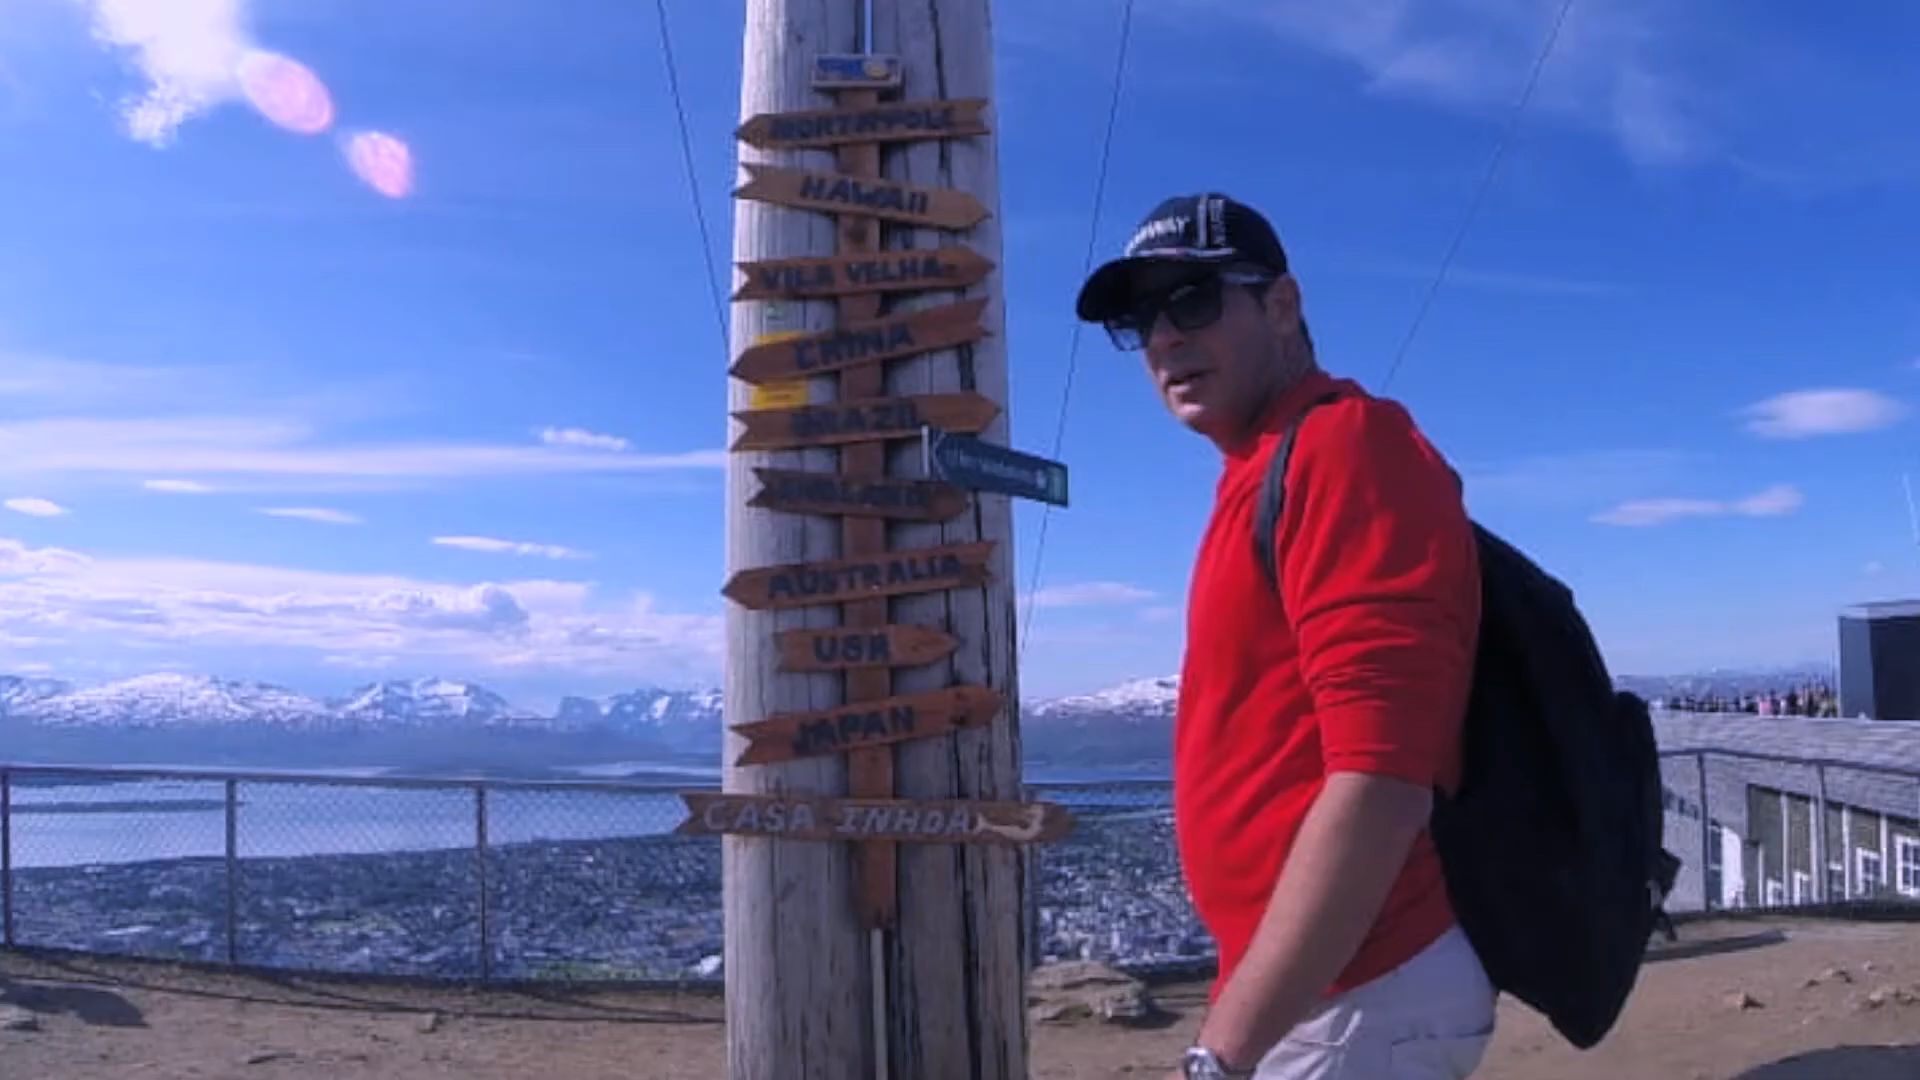 NORTHPOLE
HAWAII
VILA VELHA
CHINA
BRAZIL
AUSTRALIA
USA
JAPAN
CASA INHOA